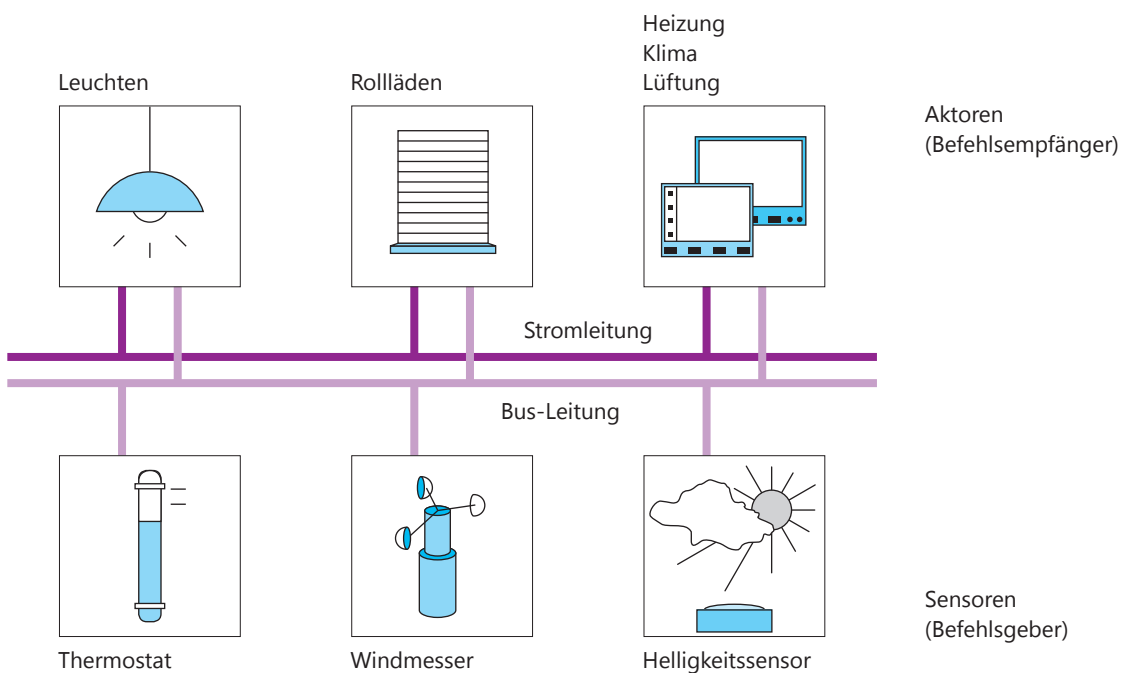 Heizung
Klima
Lüftung
Leuchten
Rollläden
Aktoren
(Befehlsempfänger)
Stromleitung
Bus-Leitung
Sensoren
(Befehlsgeber)
Thermostat
Windmesser
Helligkeitssensor